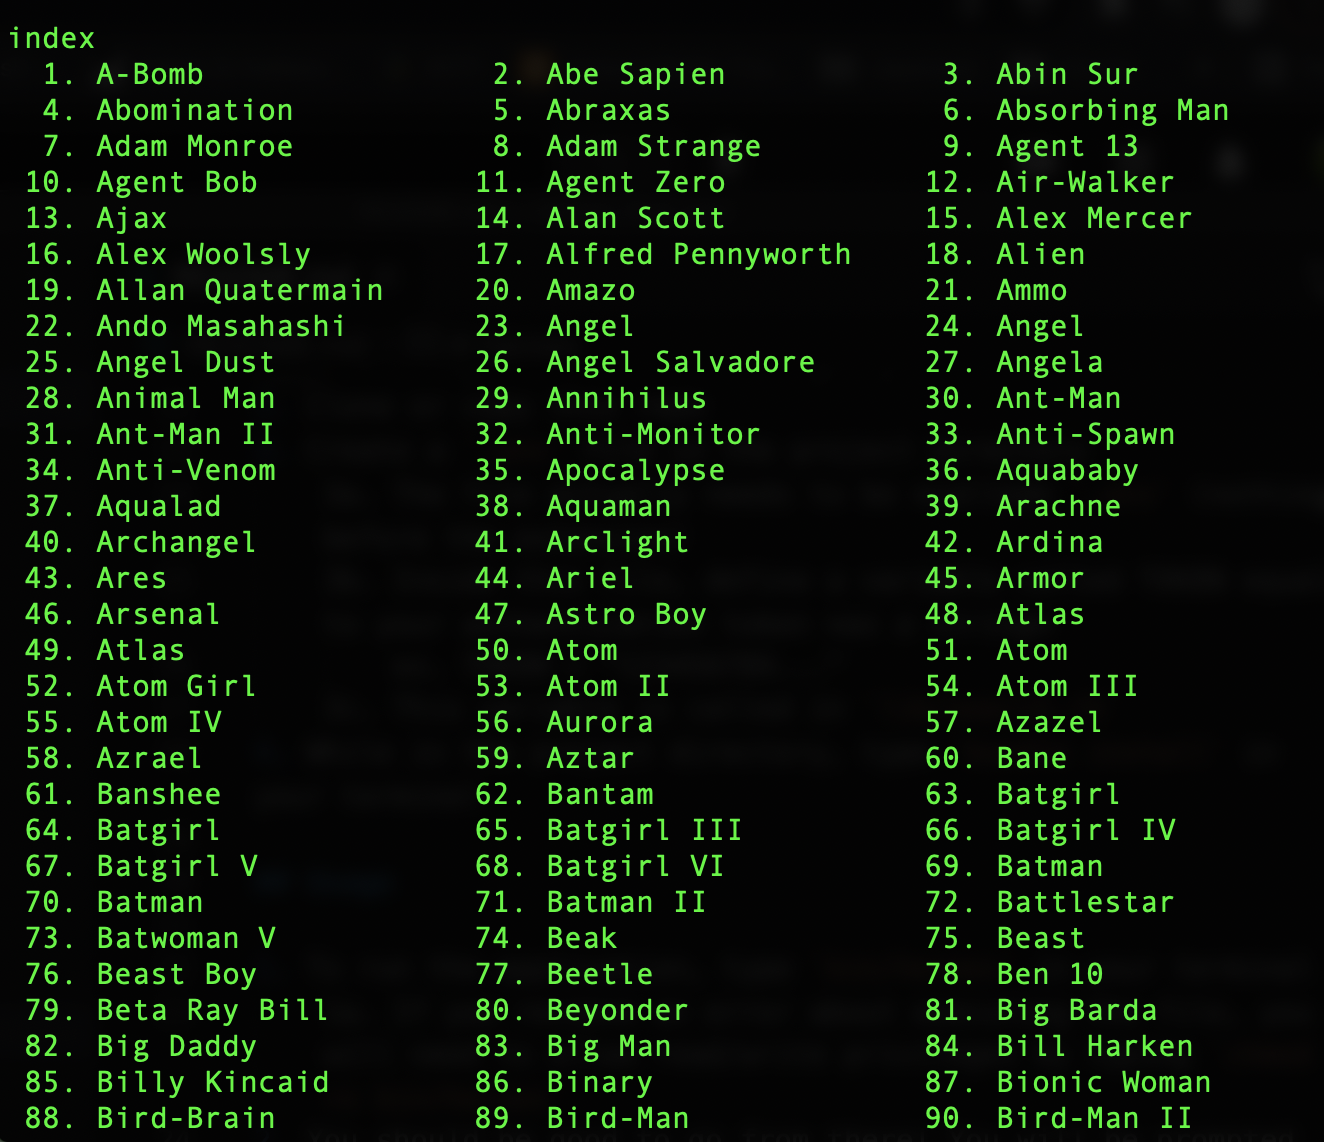 index
1. A-Bomb 2. Abe Sapien 3. Abin Sur
4. Abomination 5. Abraxas 6. Absorbing Man
7. Adam Monroe 8. Adam Strange 9. Agent 13
10. Agent Bob 11. Agent Zero 12. Air-Walker
13. Ajax 14. Alan Scott 15. Alex Mercer
16. Alex Woolsly 17. Alfred Pennyworth 18. Alien
19. Allan Quatermain 20. Amazo 21. Ammo
22. Ando Masahashi 23. Angel 24. Angel
25. Angel Dust 26. Angel Salvadore 27. Angela
28. Animal Man 29. Annihilus 30. Ant-Man
31. Ant-Man II 32. Anti-Monitor 33. Anti-Spawn
34. Anti-Venom 35. Apocalypse 36. Aquababy
37. Aqualad 38. Aquaman 39. Arachne
40. Archangel 41. Arclight 42. Ardina
43. Ares 44. Ariel 45. Armor
46. Arsenal 47. Astro Boy 48. Atlas
49. Atlas 50. Atom 51. Atom
52. Atom Girl 53. Atom II 54. Atom III
55. Atom IV 56. Aurora 57. Azazel
58. Azrael 59. Aztar 60. Bane
61. Banshee 62. Bantam 63. Batgirl
64. Batgirl 65. Batgirl III 66. Batgirl IV
67. Batgirl V 68. Batgirl VI 69. Batman
70. Batman 71. Batman II 72. Battlestar
73. Batwoman V 74. Beak 75. Beast
76. Beast Boy 77. Beetle 78. Ben 10
79. Beta Ray Bill 80. Beyonder 81. Big Barda
82. Big Daddy 83. Big Man 84. Bill Harken
85. Billy Kincaid 86. Binary 87. Bionic Woman
88. Bird-Brain 89. Bird-Man 90. Bird-Man II